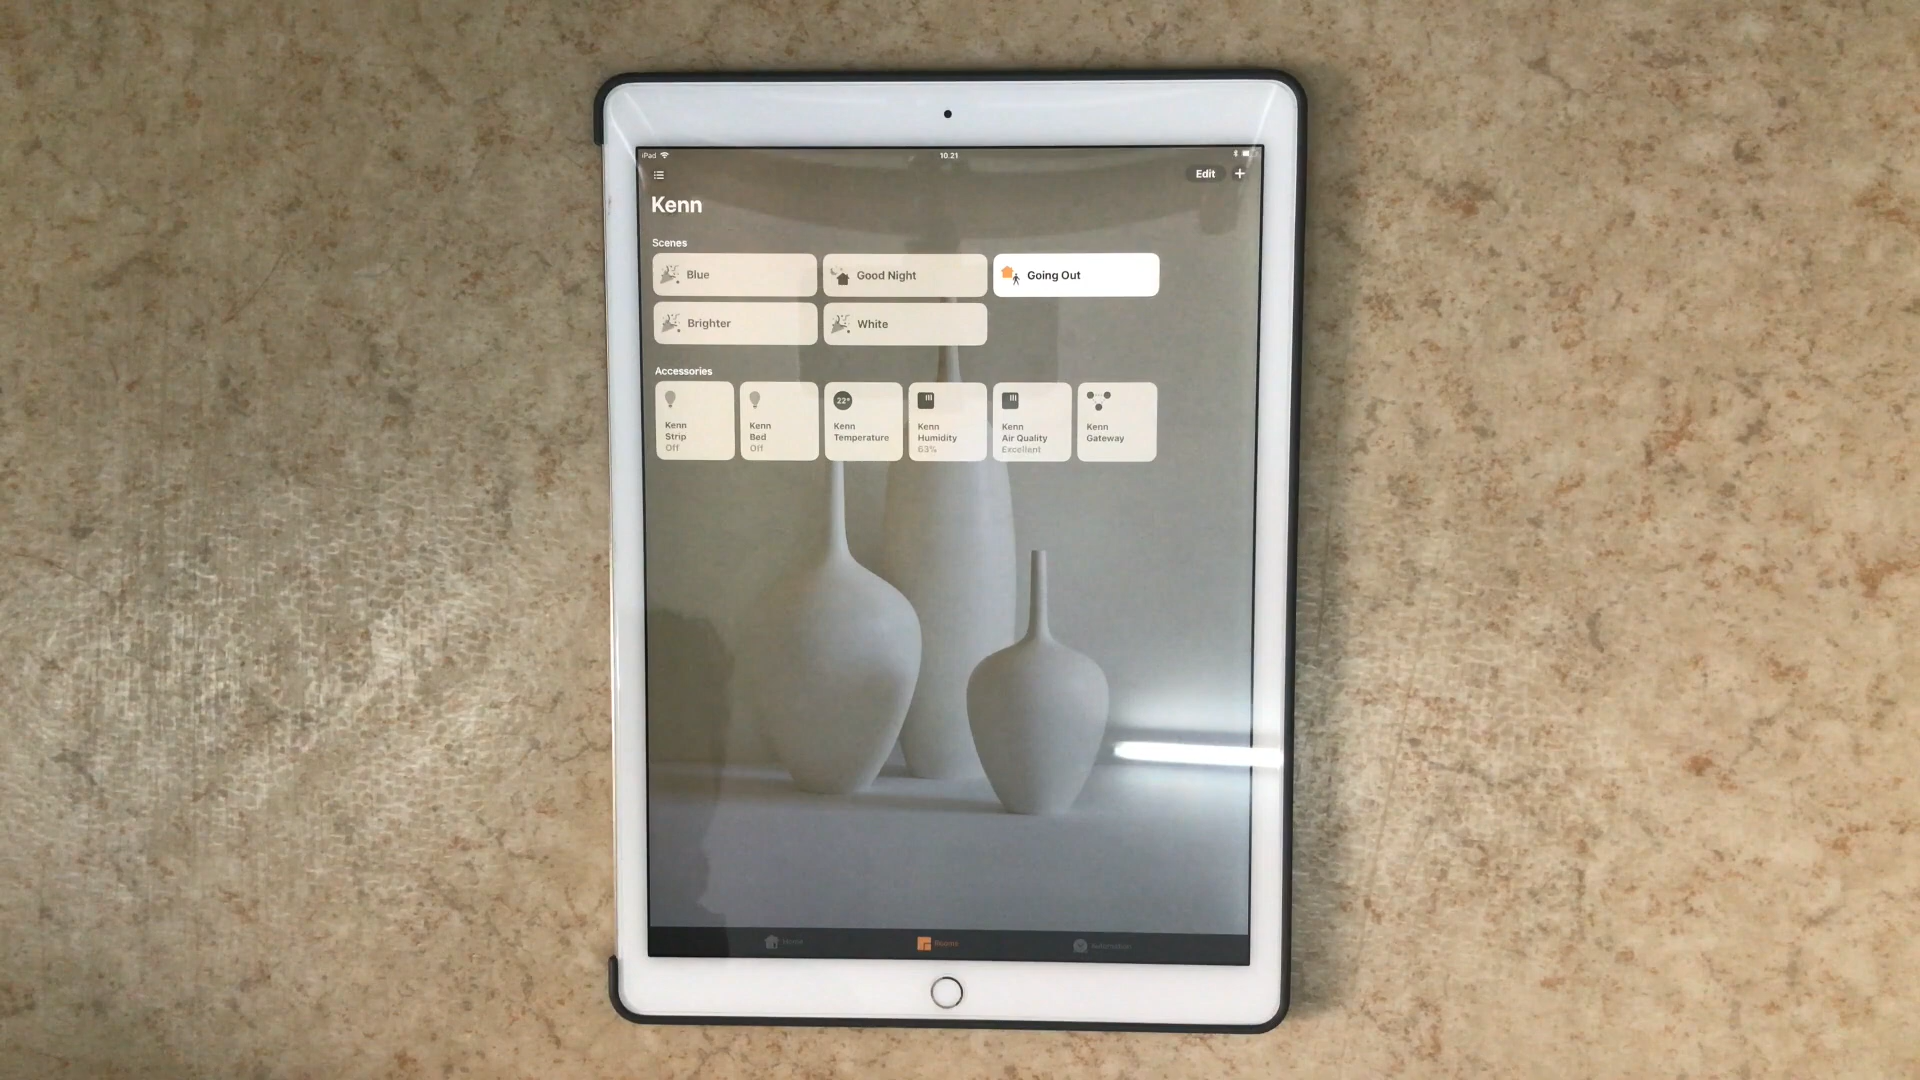 iPad
10.21
Edit +
Kenn
Scenes
Blue
Good Night
Going Out
Brighter
White
Accessories
Kenn
Strip
Off
Kenn
Bed
Off
22°
Kenn
Temperature
Kenn
Humidity
63%
Kenn
Air Quality
Excellent
Kenn
Gateway
Home
Rooms
Automation